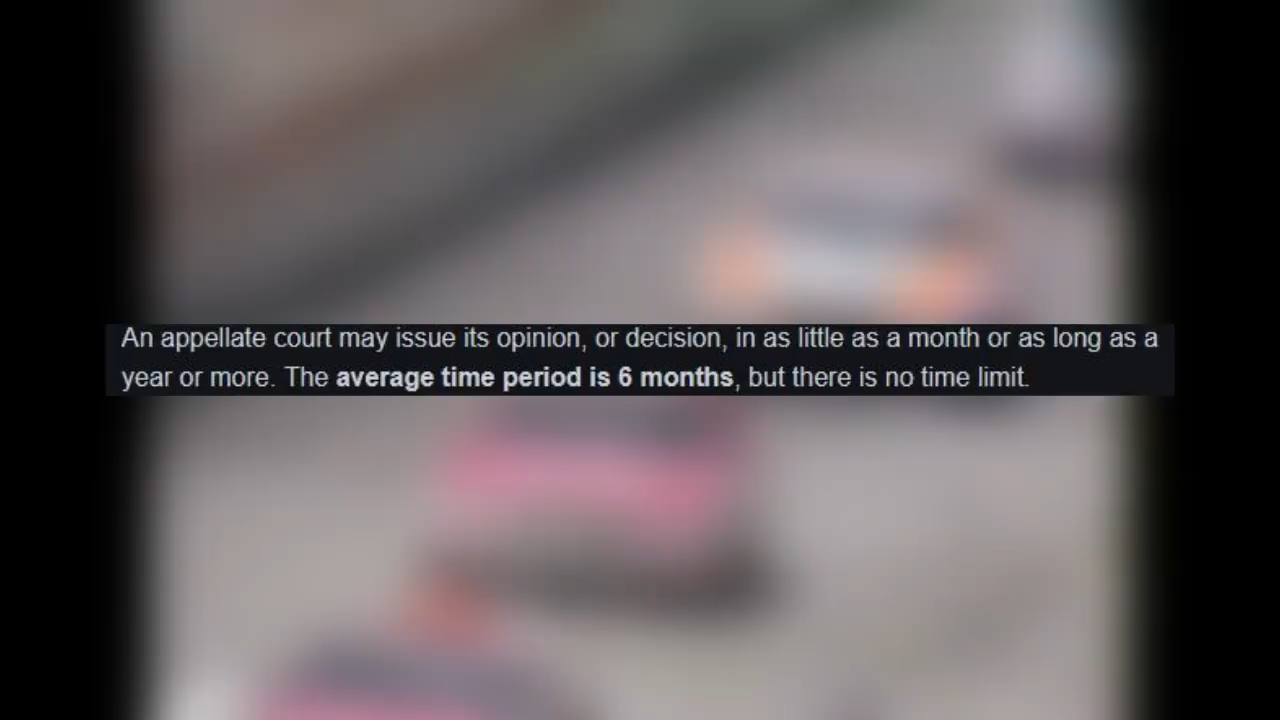 An appellate court may issue its opinion, or decision, in as little as a month or as long as a
year or more. The average time period is 6 months, but there is no time limit.